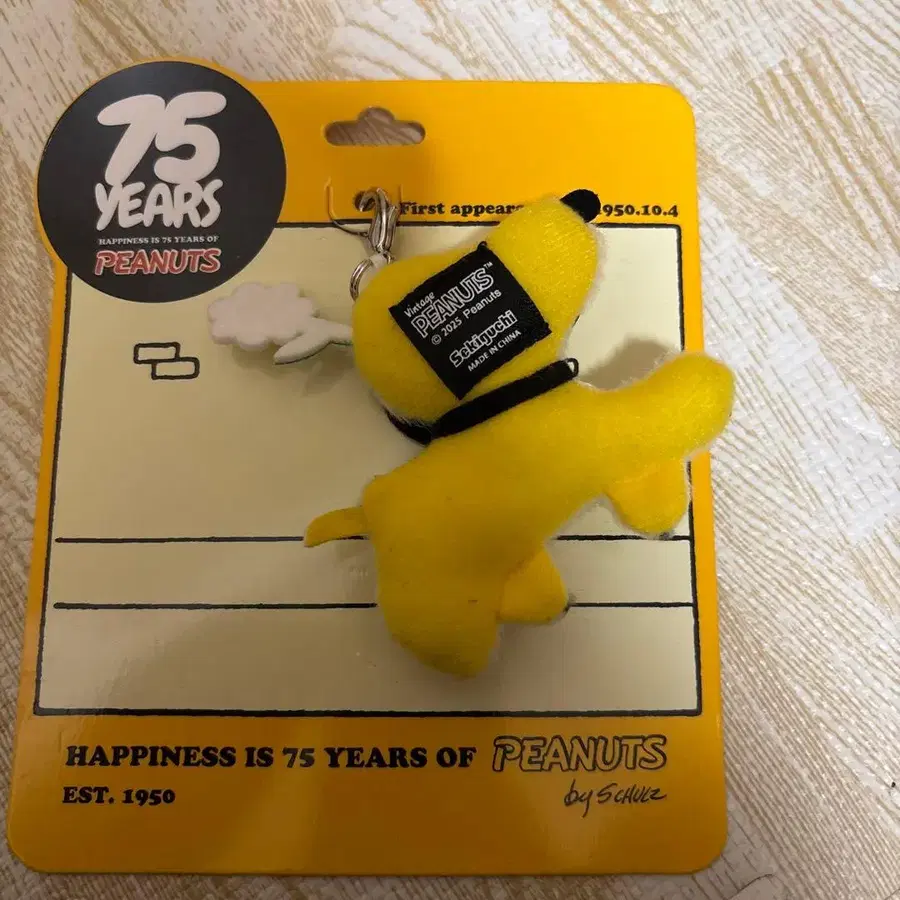 75
YEARS
HAPPINESS IS 75 YEARS OF
PEANUTS
First appear 950.10.4
Vintage
PEANUTS™
© 2025 Peanuts
Sekiguchi
MADE IN CHINA
HAPPINESS IS 75 YEARS OF PEANUTS
EST. 1950 by SCHULZ